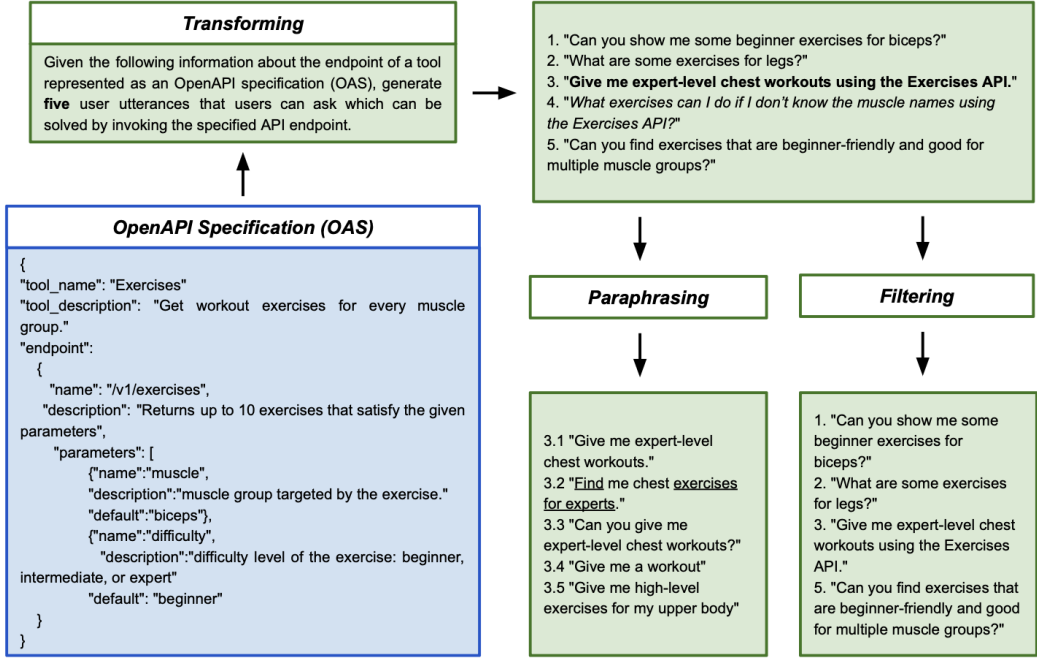 Transforming
Given the following information about the endpoint of a tool
represented as an OpenAPI specification (OAS), generate
five user utterances that users can ask which can be
solved by invoking the specified API endpoint.
1. "Can you show me some beginner exercises for biceps?"
2. "What are some exercises for legs?"
3. "Give me expert-level chest workouts using the Exercises API."
4. "What exercises can I do if I don't know the muscle names using
the Exercises API?"
5. "Can you find exercises that are beginner-friendly and good for
multiple muscle groups?"
OpenAPI Specification (OAS)
{
"tool_name": "Exercises"
"tool_description": "Get workout exercises for every muscle
group."
"endpoint":
{
"name": "/v1/exercises",
"description": "Returns up to 10 exercises that satisfy the given
parameters",
"parameters": [
{"name":"muscle",
"description":"muscle group targeted by the exercise."
"default":"biceps"},
{"name":"difficulty",
"description":"difficulty level of the exercise: beginner,
intermediate, or expert"
"default": "beginner"
}
}
Paraphrasing
3.1 "Give me expert-level
chest workouts."
3.2 "Find me chest exercises
for experts."
3.3 "Can you give me
expert-level chest workouts?"
3.4 "Give me a workout"
3.5 "Give me high-level
exercises for my upper body"
Filtering
1. "Can you show me some
beginner exercises for
biceps?"
2. "What are some exercises
for legs?"
3. "Give me expert-level chest
workouts using the Exercises
API."
5. "Can you find exercises that
are beginner-friendly and good
for multiple muscle groups?"